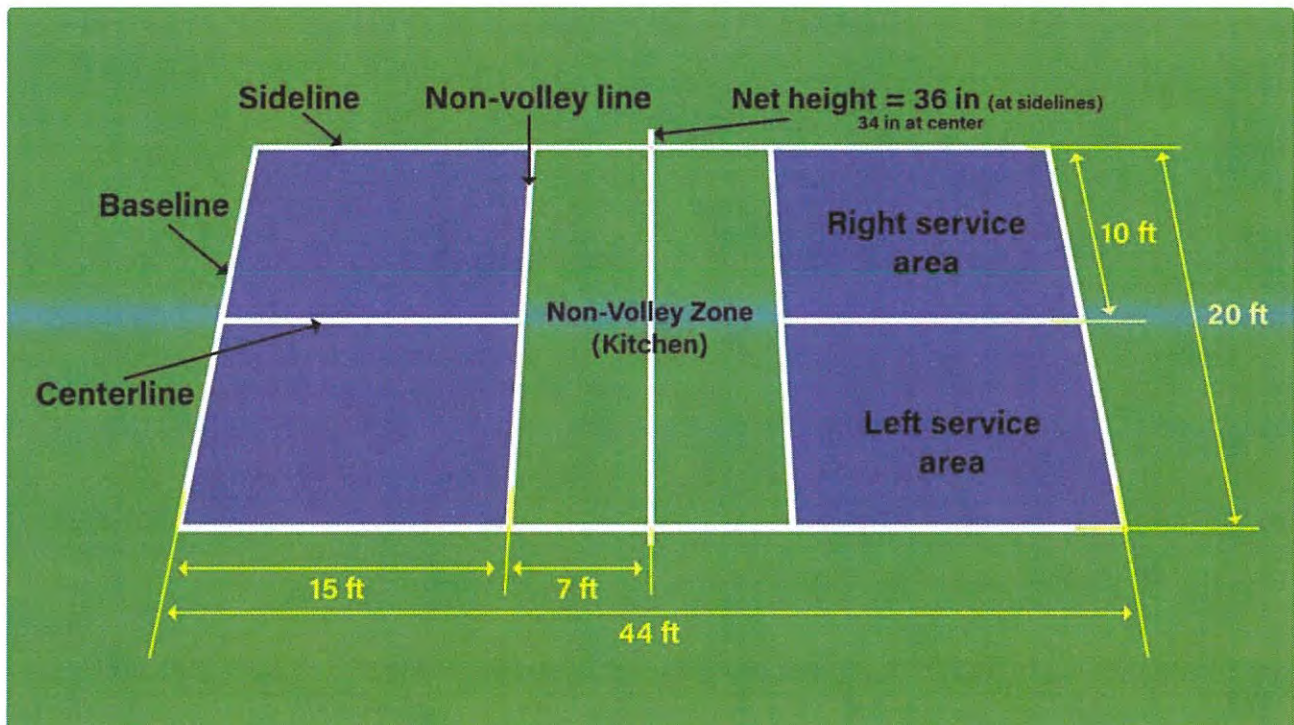 Sideline
Non-volley line
Net height = 36 in (at sidelines)
34 in at center
Baseline
Right service
area
10 ft
Non-Volley Zone
(Kitchen)
20 ft
Centerline
Left service
area
15 ft
7 ft
44 ft